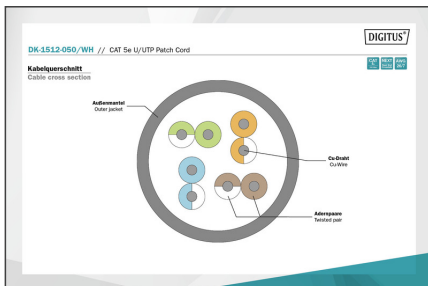 DIGITUS®
DK-1512-050/WH // CAT 5e U/UTP Patch Cord
Kabelquerschnitt
Cable cross section
Außenmantel
Outer jacket
Cu-Draht
Cu-Wire
Adernpaare
Twisted pair